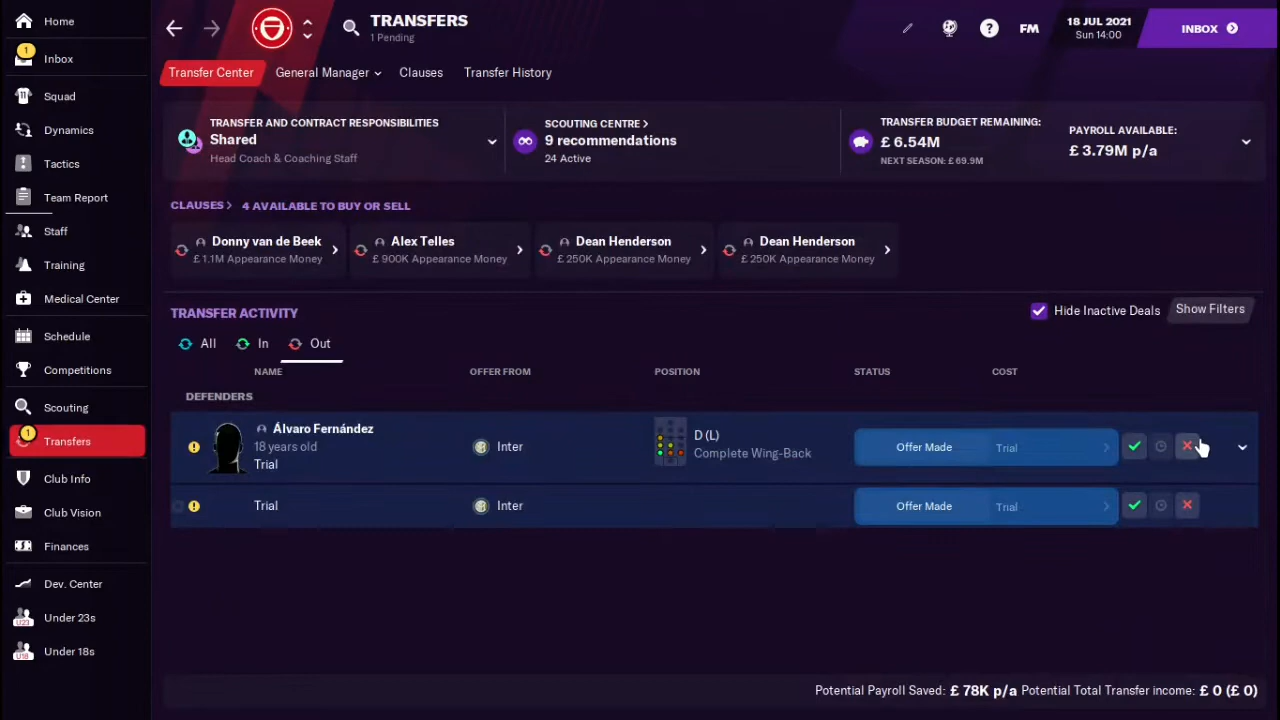 Home
1
Inbox
Squad
Dynamics
Tactics
Team Report
Staff
Training
Medical Center
Schedule
Competitions
Scouting
1
Transfers
Club Info
Club Vision
Finances
Dev. Center
U23
Under 23s
U18
Under 18s
TRANSFERS
1 Pending
?
FM
18 JUL 2021
Sun 14:00
INBOX
Transfer Center
General Manager
Clauses
Transfer History
TRANSFER AND CONTRACT RESPONSIBILITIES
Shared
Head Coach & Coaching Staff
SCOUTING CENTRE >
9 recommendations
24 Active
TRANSFER BUDGET REMAINING:
£ 6.54M
NEXT SEASON: £ 69.9M
PAYROLL AVAILABLE:
£ 3.79M p/a
CLAUSES > 4 AVAILABLE TO BUY OR SELL
Donny van de Beek
£ 1.1M Appearance Money
Alex Telles
£ 900K Appearance Money
Dean Henderson
£ 250K Appearance Money
Dean Henderson
£ 250K Appearance Money
TRANSFER ACTIVITY
Hide Inactive Deals
Show Filters
All In Out
NAME OFFER FROM POSITION STATUS COST
DEFENDERS
Álvaro Fernández
18 years old
Trial
Inter
D (L)
Complete Wing-Back
Offer Made Trial
Trial Inter Offer Made Trial
Potential Payroll Saved: £ 78K p/a Potential Total Transfer income: £ 0 (£ 0)